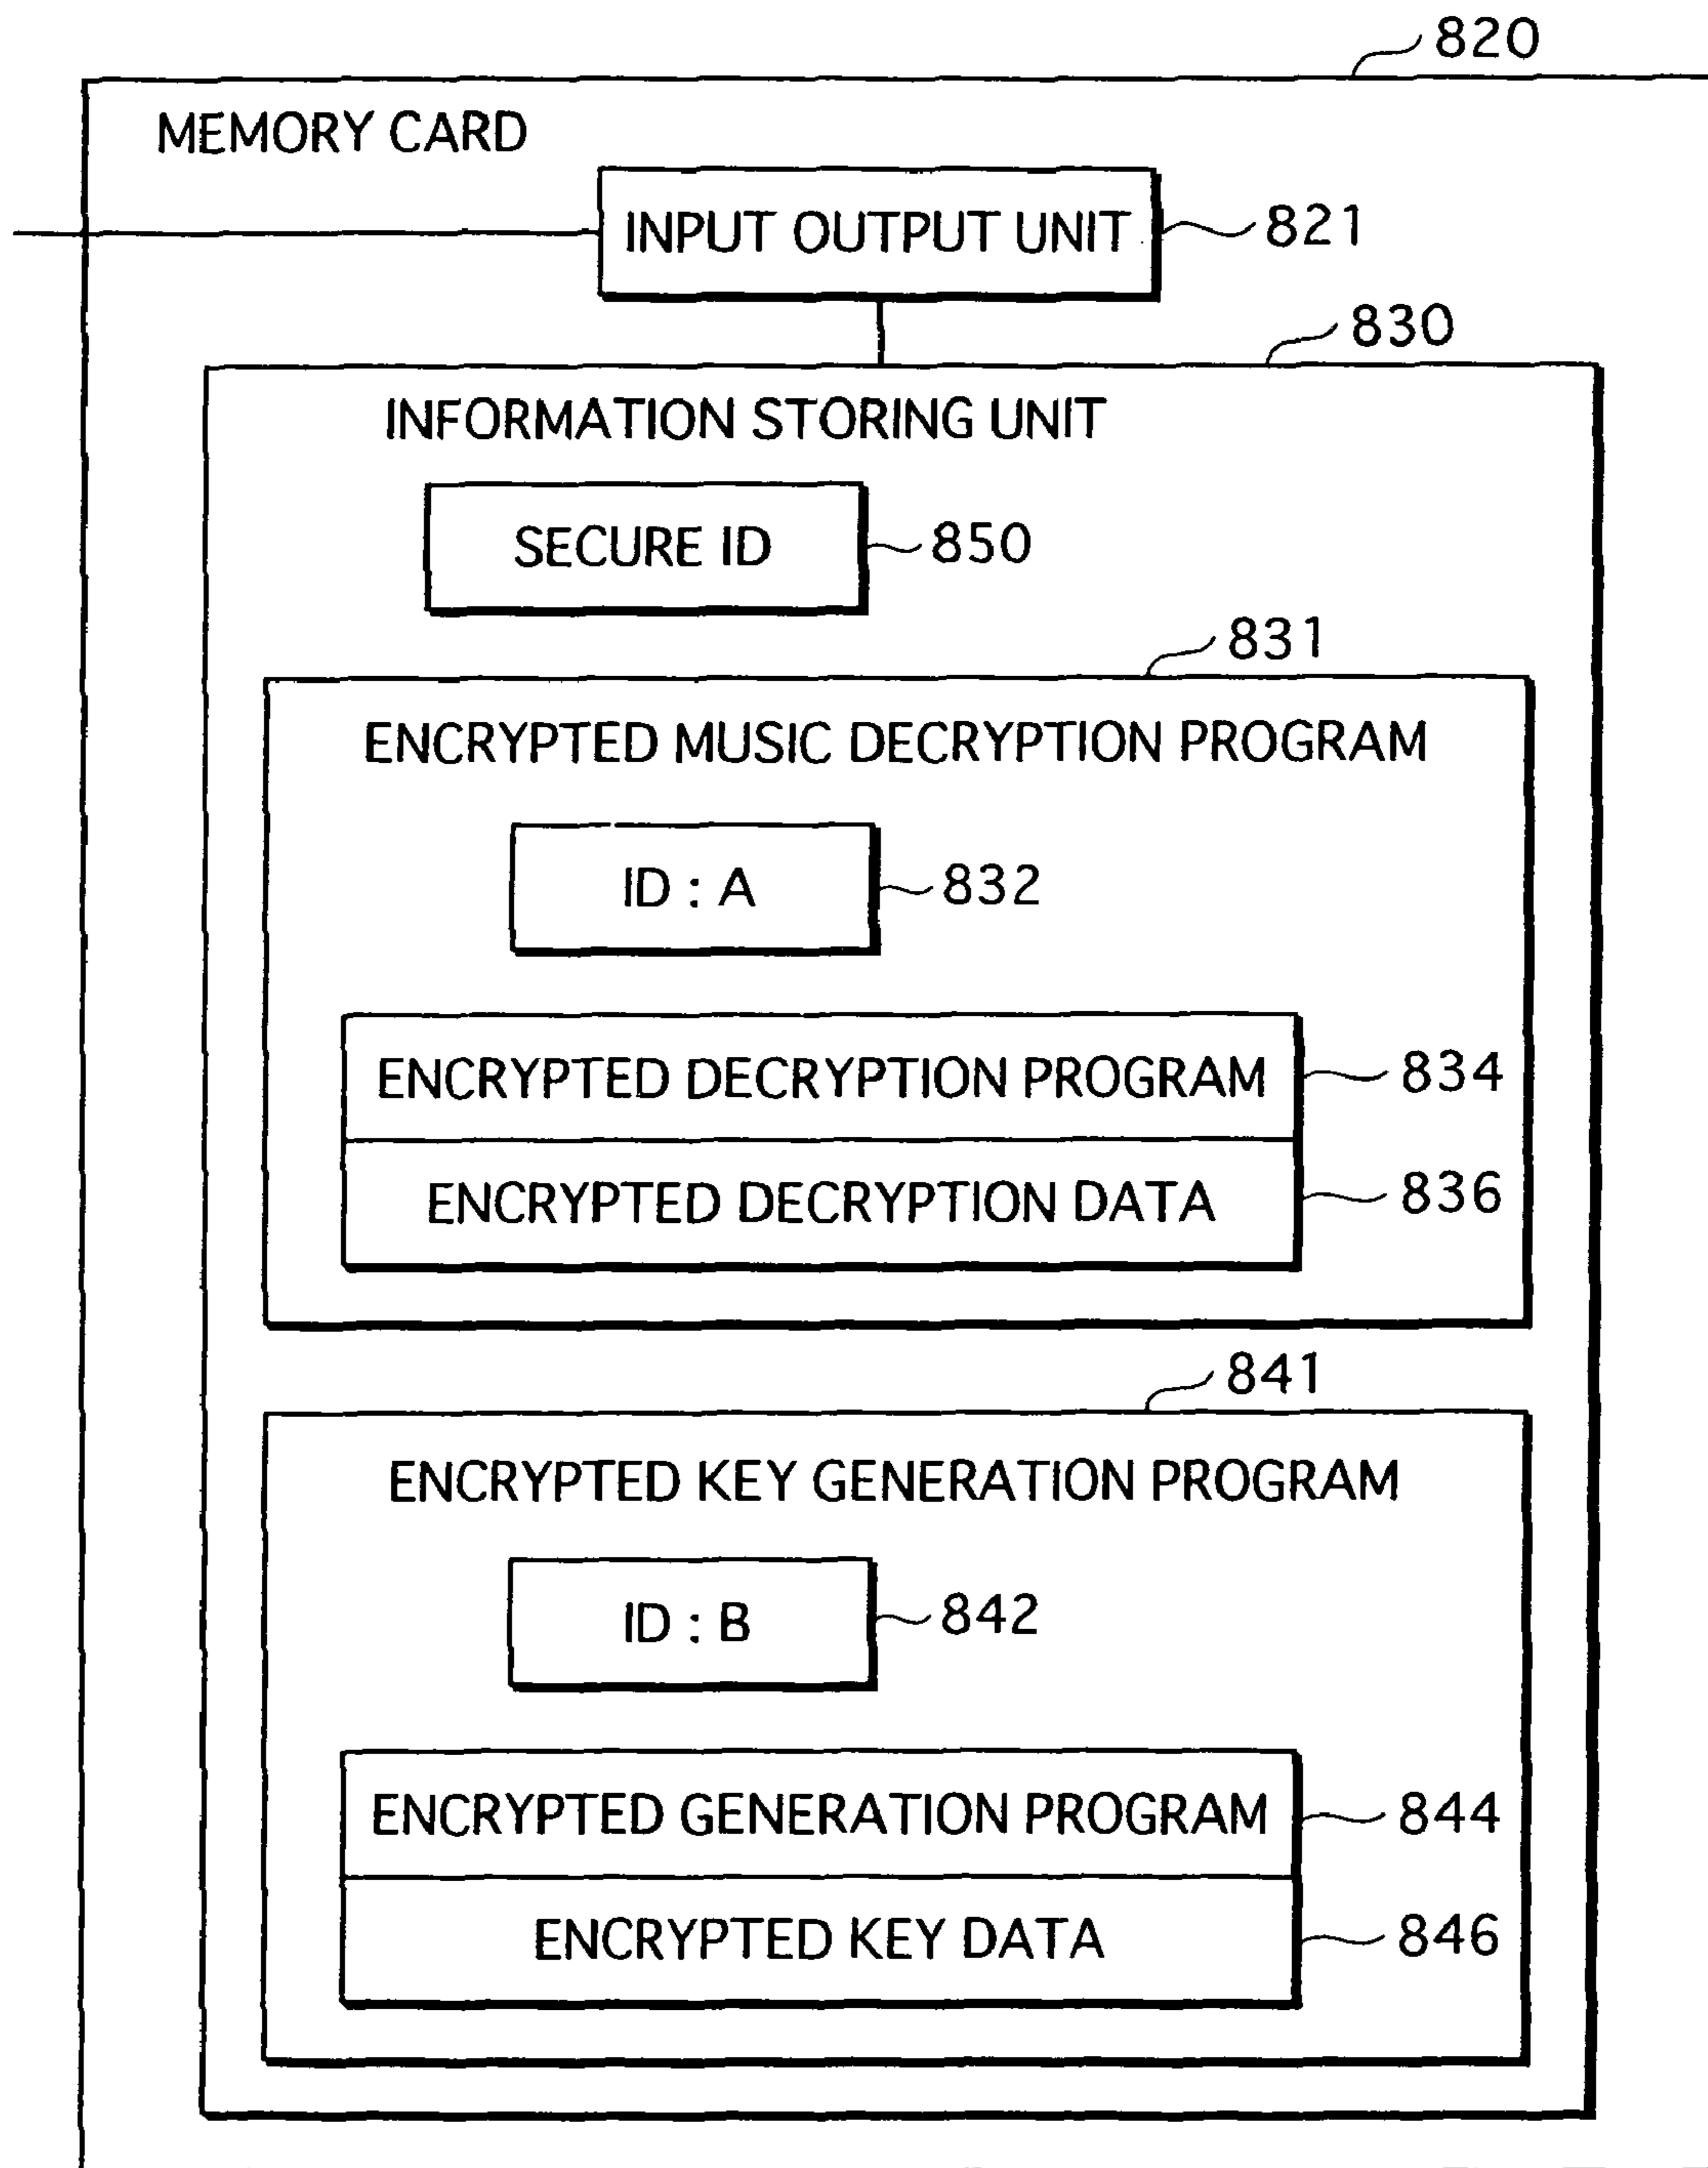 820
MEMORY CARD
INPUT OUTPUT UNIT
821
830
INFORMATION STORING UNIT
SECURE ID
850
831
ENCRYPTED MUSIC DECRYPTION PROGRAM
ID : A
832
ENCRYPTED DECRYPTION PROGRAM
834
ENCRYPTED DECRYPTION DATA
836
841
ENCRYPTED KEY GENERATION PROGRAM
ID : B
842
ENCRYPTED GENERATION PROGRAM
844
ENCRYPTED KEY DATA
846